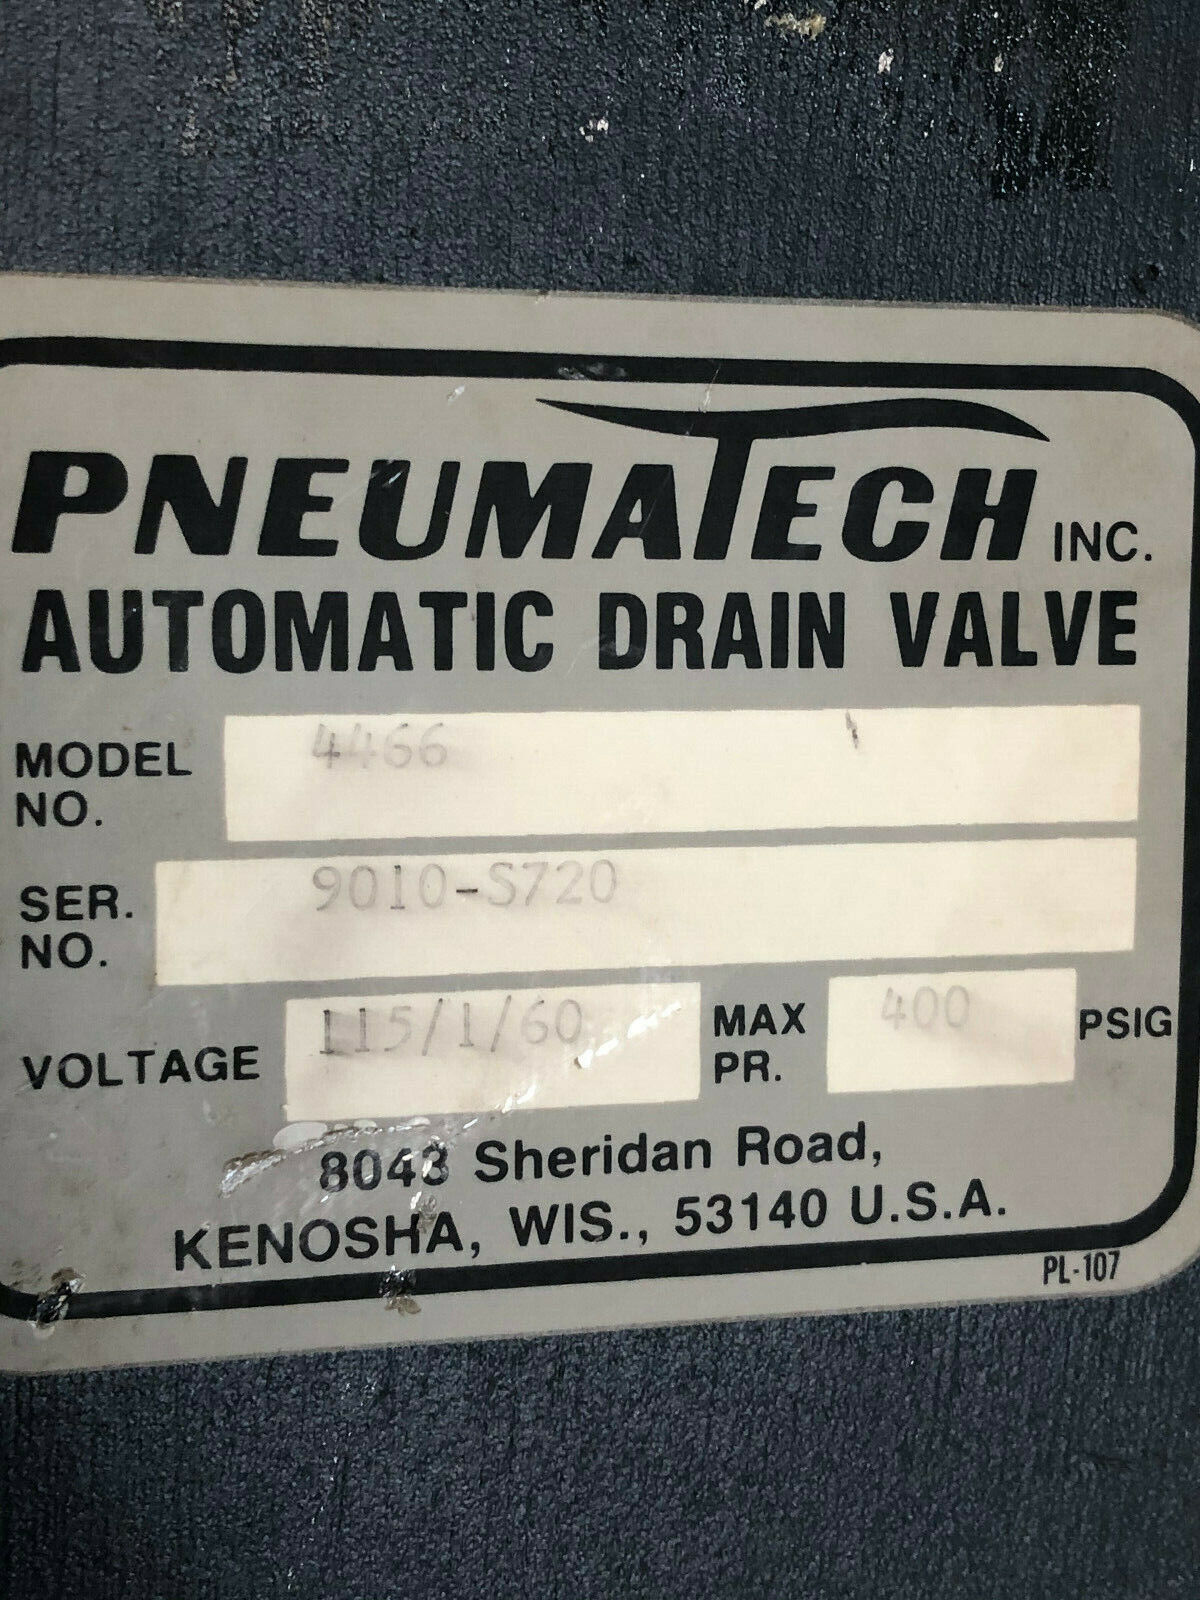 PNEUMATECH INC.
AUTOMATIC DRAIN VALVE
MODEL NO. 4466
SER. NO. 9010-S720
VOLTAGE 115/1/60 MAX PR. 400 PSIG
8043 Sheridan Road,
KENOSHA, WIS., 53140 U.S.A.
PL-107